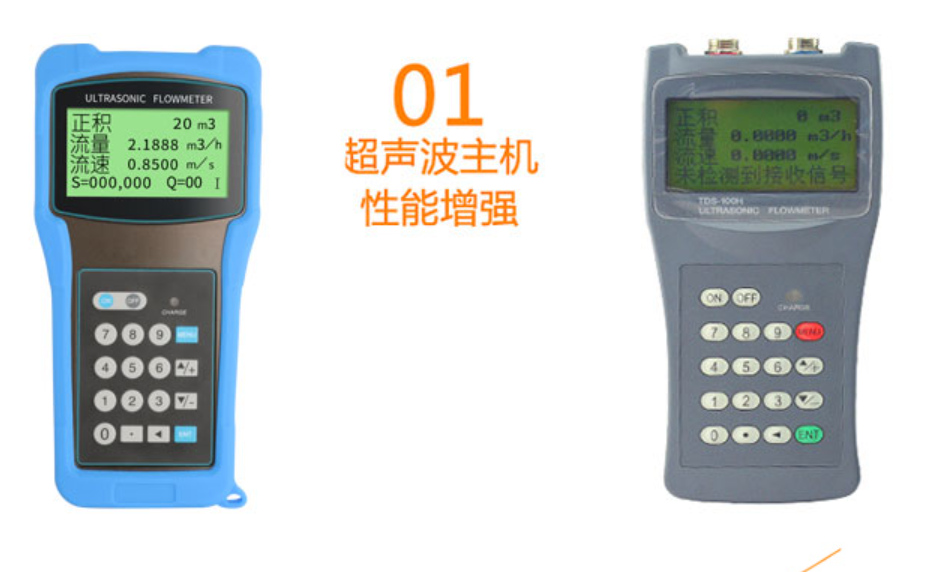 01
超声波主机
性能增强
ULTRASONIC FLOWMETER
正积 20 m3
流量 2.1888 m3/h
流速 0.8500 m/s
S=000,000 Q=00 I
ON OFF
CHARGE
7 8 9 MENU
4 5 6 ▲/+
1 2 3 ▼/-
0 . ◀ ENT
正积 0 m3
流量 0.0000 m3/h
流速 0.0000 m/s
未检测到接收信号
TDS-100H
ULTRASONIC FLOWMETER
ON OFF
CHARGE
7 8 9 MENU
4 5 6 ▲/+
1 2 3 ▼/-
0 . ◀ ENT